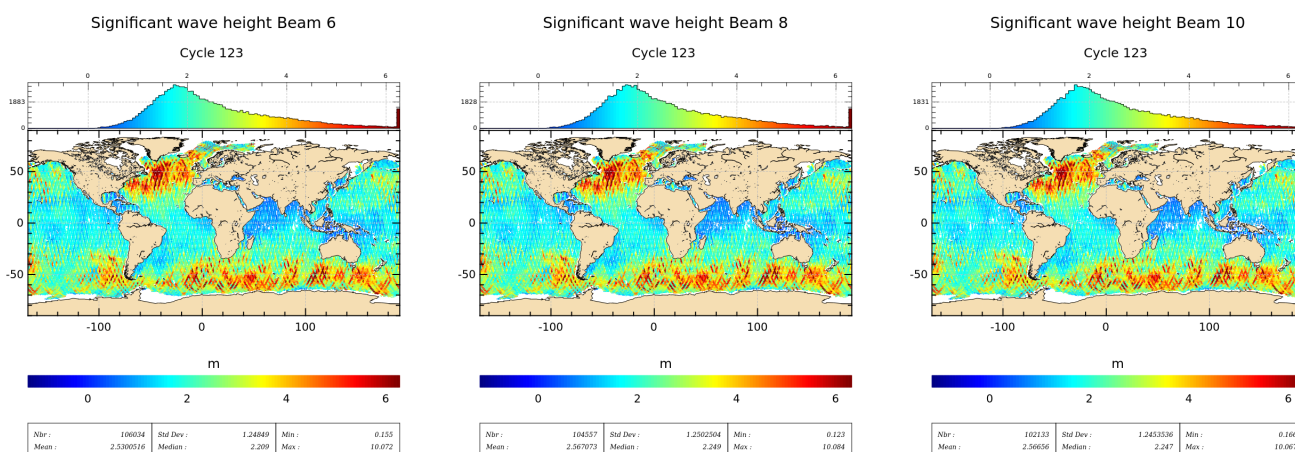 Significant wave height Beam 6
Cycle 123
0 2 4 6
1883
0
50
0
-50
-100 0 100
m
0 2 4 6
Nbr : 106034 Std Dev : 1.24849 Min : 0.155
Mean : 2.5300516 Median : 2.209 Max : 10.072
Significant wave height Beam 8
Cycle 123
0 2 4 6
1828
0
50
0
-50
-100 0 100
m
0 2 4 6
Nbr : 104557 Std Dev : 1.2502504 Min : 0.123
Mean : 2.567073 Median : 2.249 Max : 10.084
Significant wave height Beam 10
Cycle 123
0 2 4 6
1831
0
50
0
-50
-100 0 100
m
0 2 4 6
Nbr : 102133 Std Dev : 1.2453536 Min :
Mean : 2.56656 Median : 2.247 Max :